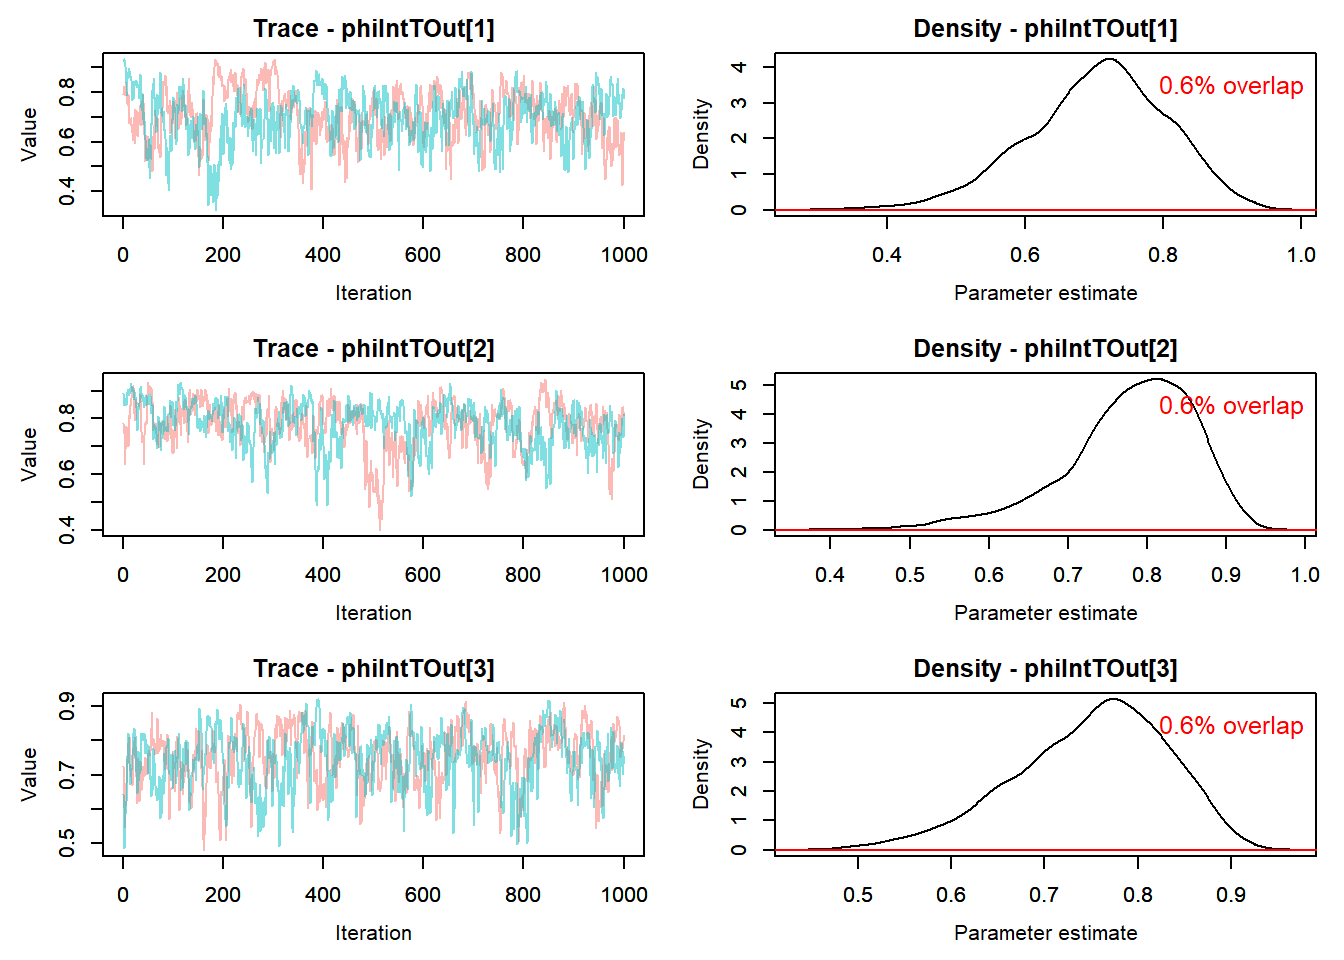 Trace - phiIntTOut[1]
Value
0.4 0.6 0.8
0 200 400 600 800 1000
Iteration
Density - phiIntTOut[1]
0.6% overlap
Density
0 1 2 3 4
0.4 0.6 0.8 1.0
Parameter estimate
Trace - phiIntTOut[2]
Value
0.4 0.6 0.8
0 200 400 600 800 1000
Iteration
Density - phiIntTOut[2]
0.6% overlap
Density
0 1 2 3 4 5
0.4 0.5 0.6 0.7 0.8 0.9 1.0
Parameter estimate
Trace - phiIntTOut[3]
Value
0.5 0.7 0.9
0 200 400 600 800 1000
Iteration
Density - phiIntTOut[3]
0.6% overlap
Density
0 1 2 3 4 5
0.5 0.6 0.7 0.8 0.9
Parameter estimate